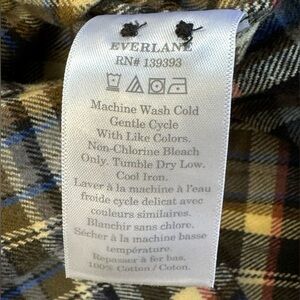 EVERLANE
RN# 139393
Machine Wash Cold
Gentle Cycle
With Like Colors.
Non-Chlorine Bleach
Only. Tumble Dry Low.
Cool Iron.
Laver à la machine à l'eau
froide cycle delicat avec
couleurs similaires.
Blanchir sans chlore.
Sécher à la machine basse
température.
Repasser à fer bas.
100% Cotton / Coton.